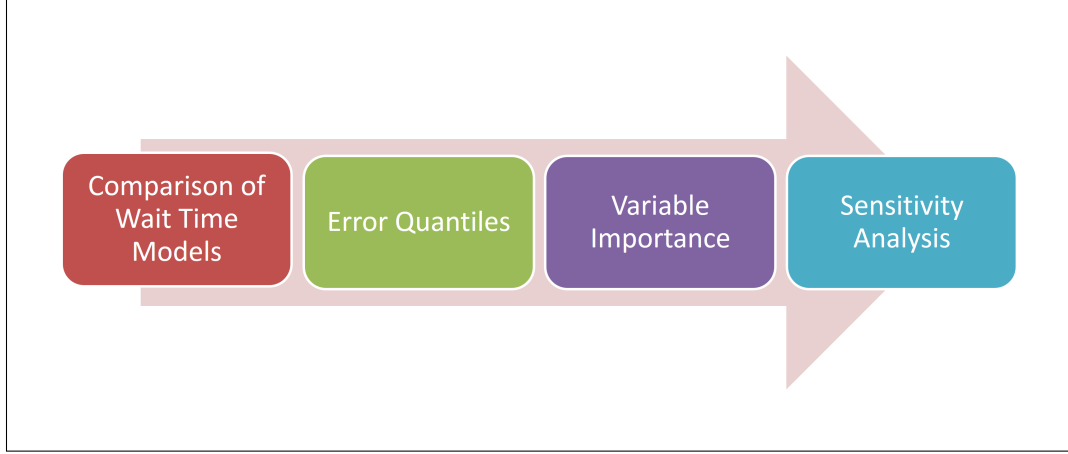 Comparison of
Wait Time
Models
Error Quantiles
Variable
Importance
Sensitivity
Analysis